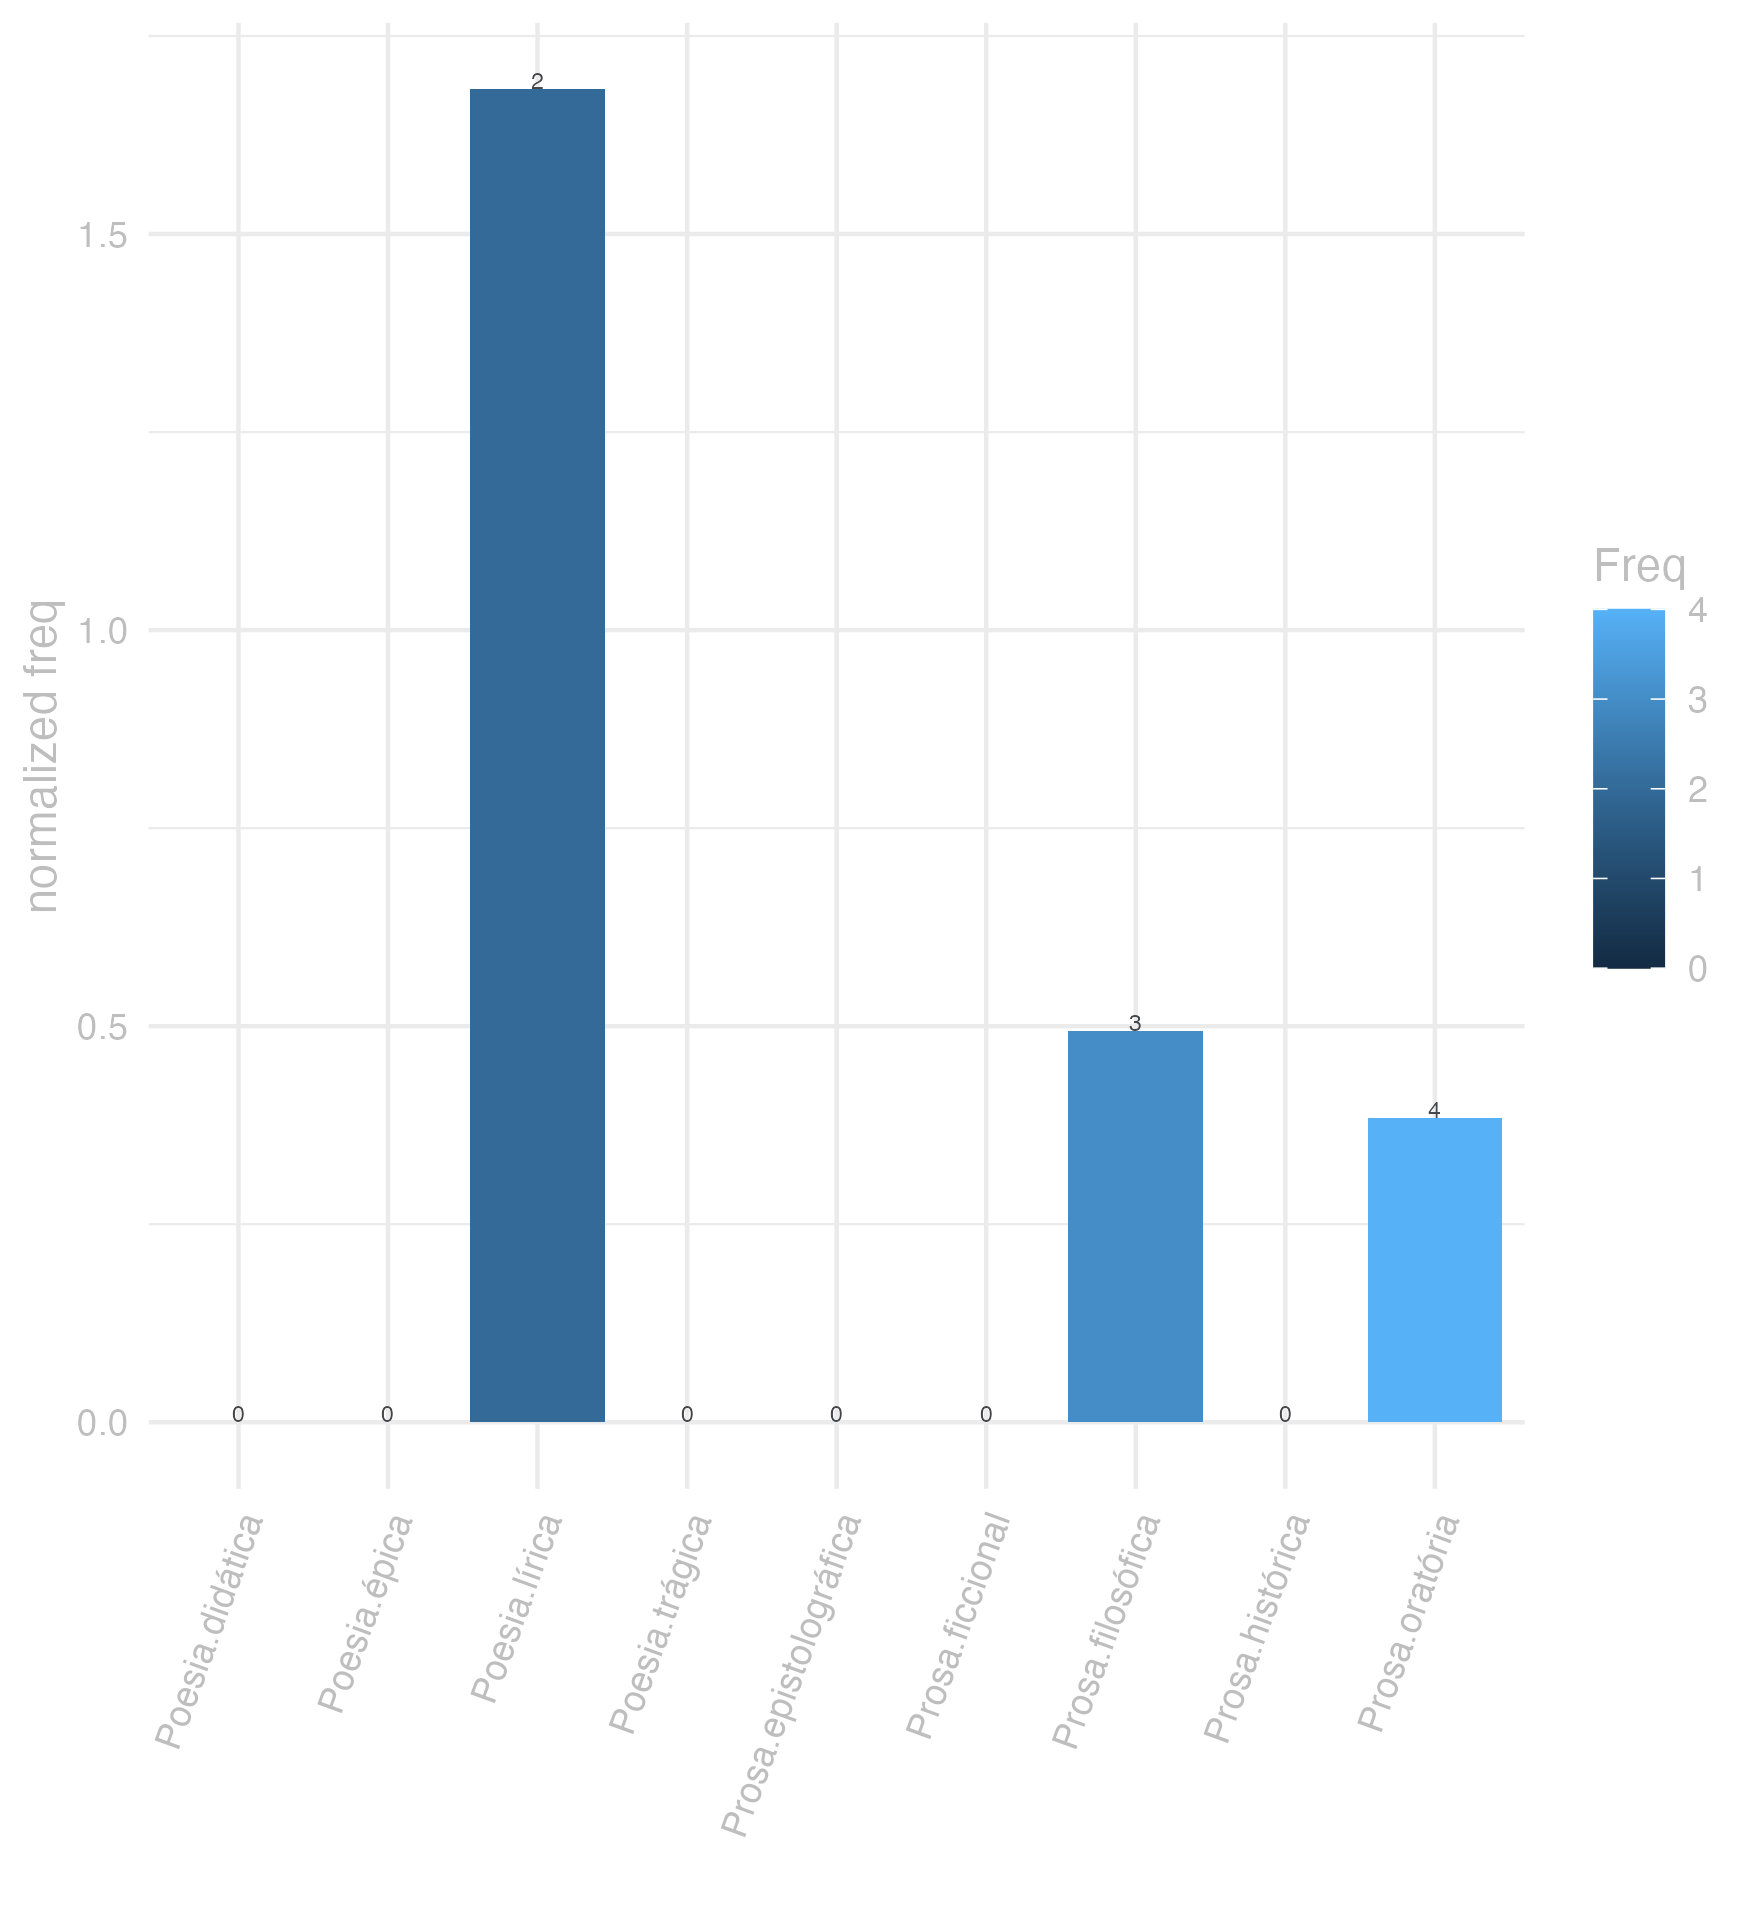 normalized freq
1.5
1.0
0.5
0.0
0
0
2
0
0
0
3
0
4
Poesia.didática
Poesia.épica
Poesia.lírica
Poesia.trágica
Prosa.epistolográfica
Prosa.ficcional
Prosa.filosófica
Prosa.histórica
Prosa.oratória
Freq
4
3
2
1
0